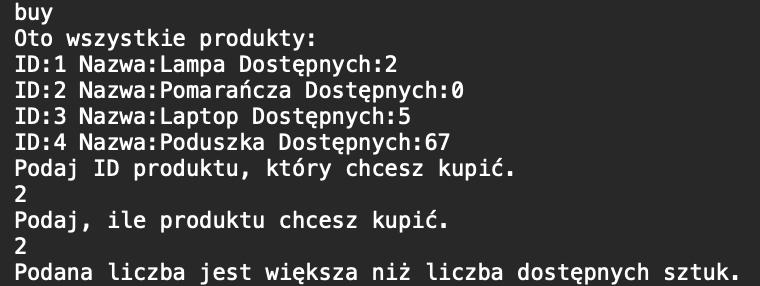 buy
Oto wszystkie produkty:
ID:1 Nazwa:Lampa Dostępnych:2
ID:2 Nazwa:Pomarańcza Dostępnych:0
ID:3 Nazwa:Laptop Dostępnych:5
ID:4 Nazwa:Poduszka Dostępnych:67
Podaj ID produktu, który chcesz kupić.
2
Podaj, ile produktu chcesz kupić.
2
Podana liczba jest większa niż liczba dostępnych sztuk.